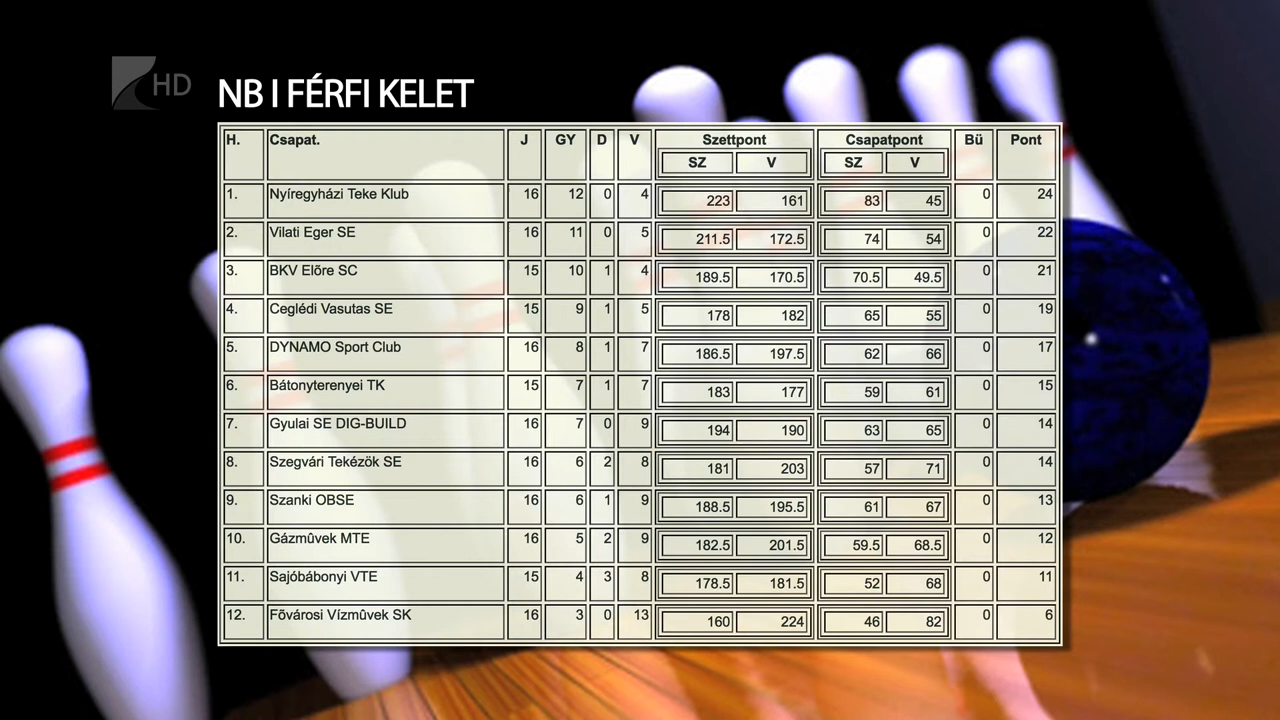 HD
NB I FÉRFI KELET
H. Csapat. J GY D V Szettpont Csapatpont Bü Pont
SZ V SZ V
1. Nyíregyházi Teke Klub 16 12 0 4 223 161 83 45 0 24
2. Vilati Eger SE 16 11 0 5 211.5 172.5 74 54 0 22
3. BKV Elõre SC 15 10 1 4 189.5 170.5 70.5 49.5 0 21
4. Ceglédi Vasutas SE 15 9 1 5 178 182 65 55 0 19
5. DYNAMO Sport Club 16 8 1 7 186.5 197.5 62 66 0 17
6. Bátonyterenyei TK 15 7 1 7 183 177 59 61 0 15
7. Gyulai SE DIG-BUILD 16 7 0 9 194 190 63 65 0 14
8. Szegvári Tekézök SE 16 6 2 8 181 203 57 71 0 14
9. Szanki OBSE 16 6 1 9 188.5 195.5 61 67 0 13
10. Gázmûvek MTE 16 5 2 9 182.5 201.5 59.5 68.5 0 12
11. Sajóbábonyi VTE 15 4 3 8 178.5 181.5 52 68 0 11
12. Fõvárosi Vízmûvek SK 16 3 0 13 160 224 46 82 0 6